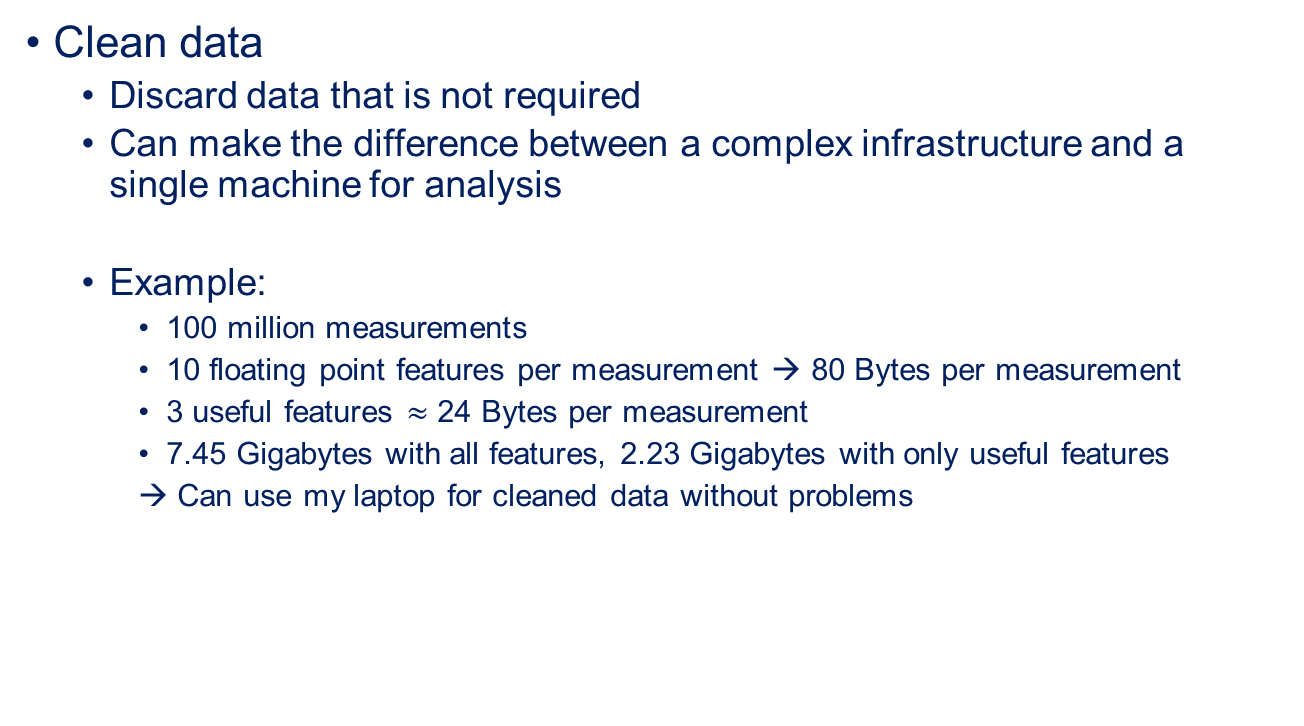 • Clean data
• Discard data that is not required
• Can make the difference between a complex infrastructure and a
single machine for analysis
• Example:
• 100 million measurements
• 10 floating point features per measurement → 80 Bytes per measurement
• 3 useful features ≈ 24 Bytes per measurement
• 7.45 Gigabytes with all features, 2.23 Gigabytes with only useful features
→ Can use my laptop for cleaned data without problems